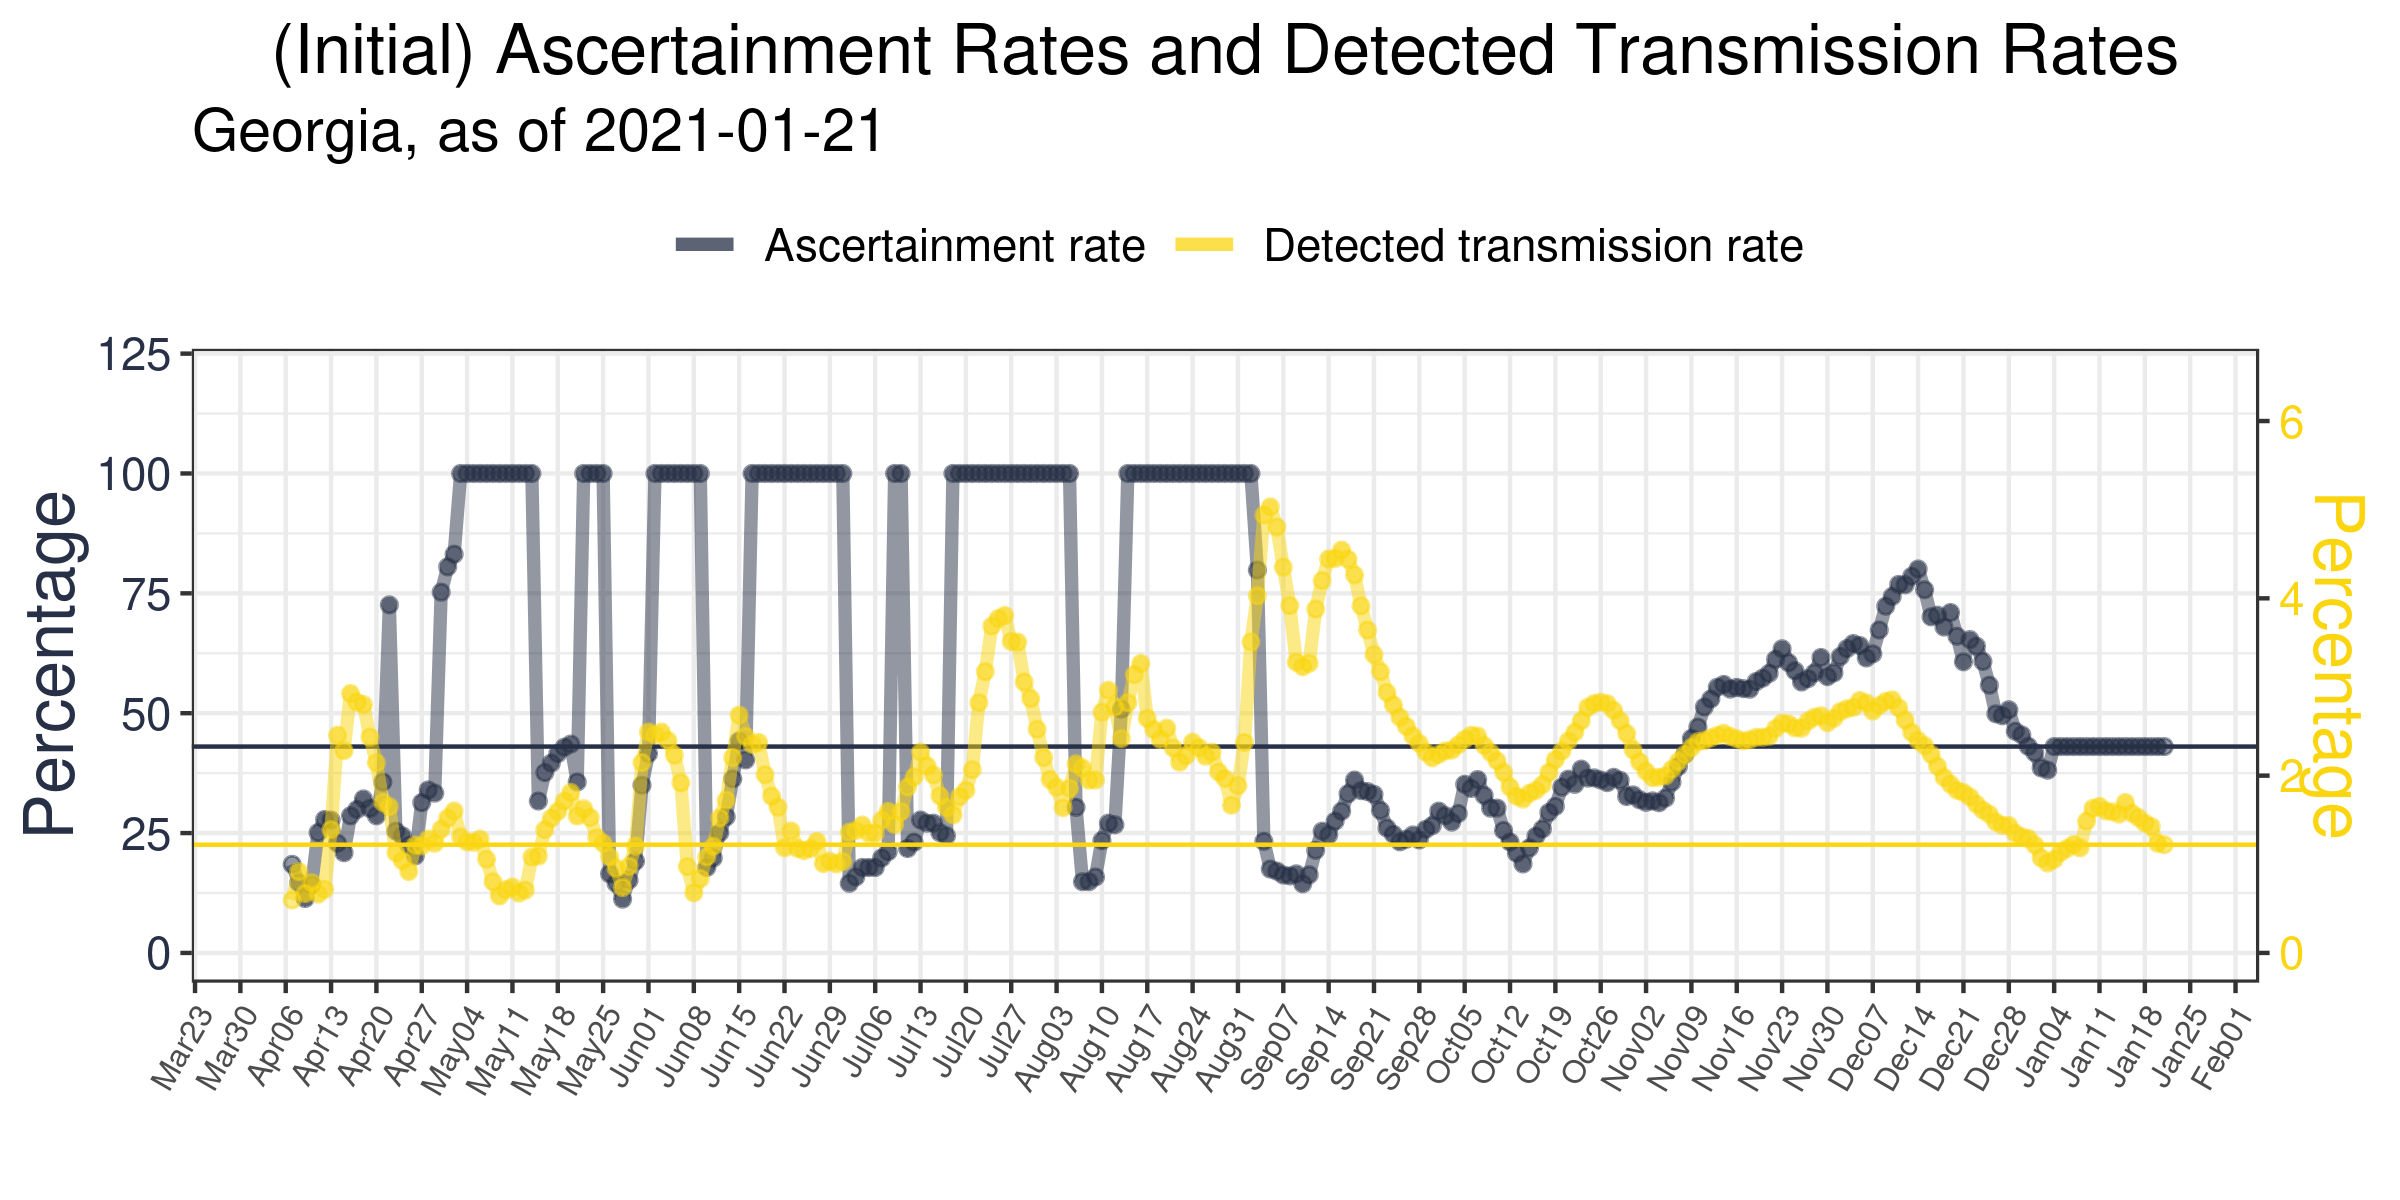 (Initial) Ascertainment Rates and Detected Transmission Rates
Georgia, as of 2021-01-21
Ascertainment rate Detected transmission rate
125
100
75
50
25
0
Percentage
6
4
2
0
Percentage
Mar23 Mar30 Apr06 Apr13 Apr20 Apr27 May04 May11 May18 May25 Jun01 Jun08 Jun15 Jun22 Jun29 Jul06 Jul13 Jul20 Jul27 Aug03 Aug10 Aug17 Aug24 Aug31 Sep07 Sep14 Sep21 Sep28 Oct05 Oct12 Oct19 Oct26 Nov02 Nov09 Nov16 Nov23 Nov30 Dec07 Dec14 Dec21 Dec28 Jan04 Jan11 Jan18 Jan25 Feb01